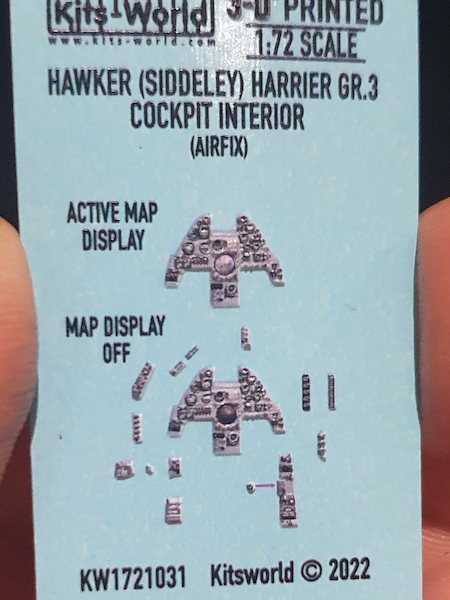 Kits-World
3-D PRINTED
www.kits-world.com
1:72 SCALE
HAWKER (SIDDELEY) HARRIER GR.3
COCKPIT INTERIOR
(AIRFIX)
ACTIVE MAP
DISPLAY
MAP DISPLAY
OFF
KW1721031 Kitsworld © 2022